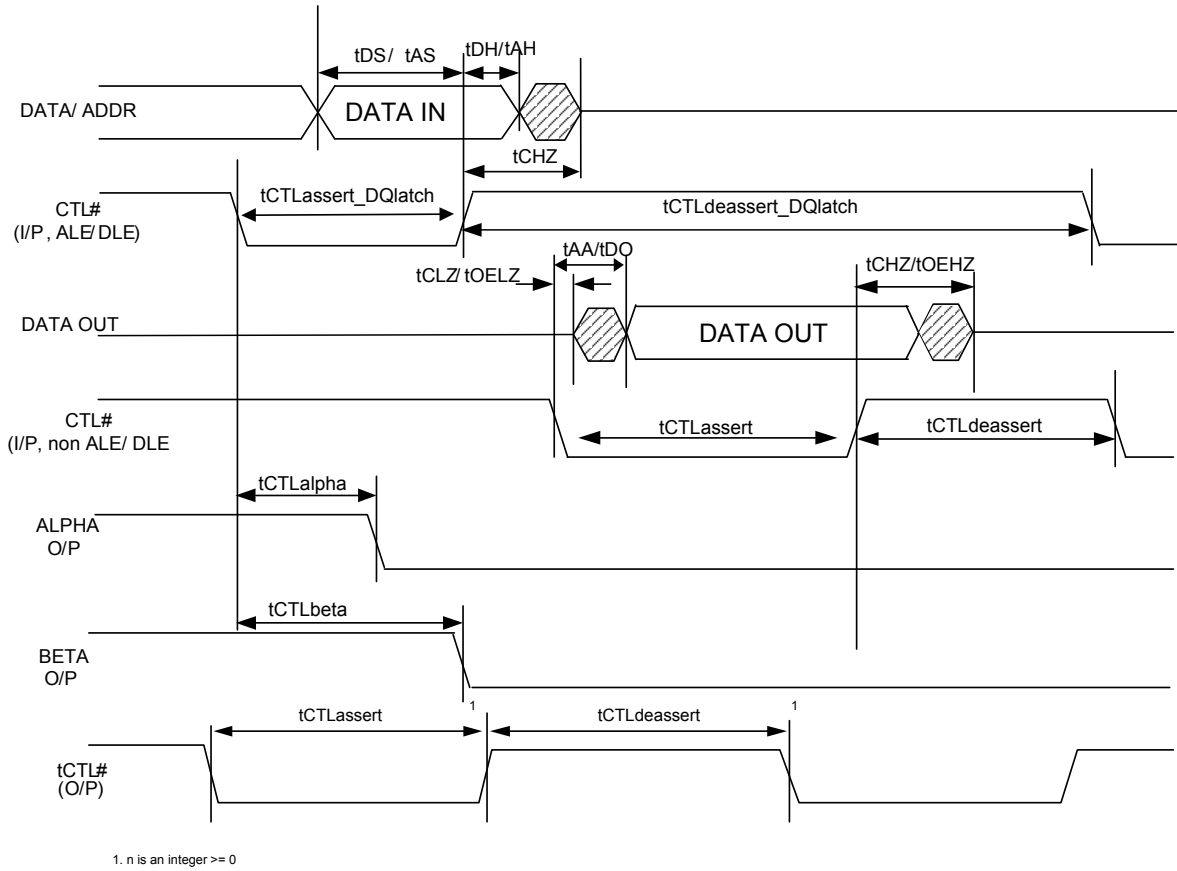 tDS/ tAS
tDH/tAH
DATA/ ADDR
DATA IN
tCHZ
tCTLassert_DQlatch
tCTLdeassert_DQlatch
CTL#
(I/P, ALE/ DLE)
tAA/tDO
tCLZ/ tOELZ
tCHZ/tOEHZ
DATA OUT
DATA OUT
CTL#
(I/P, non ALE/ DLE
tCTLassert
tCTLdeassert
tCTLalpha
ALPHA
O/P
tCTLbeta
BETA
O/P
tCTLassert
1
tCTLdeassert
1
tCTL#
(O/P)
1. n is an integer >= 0